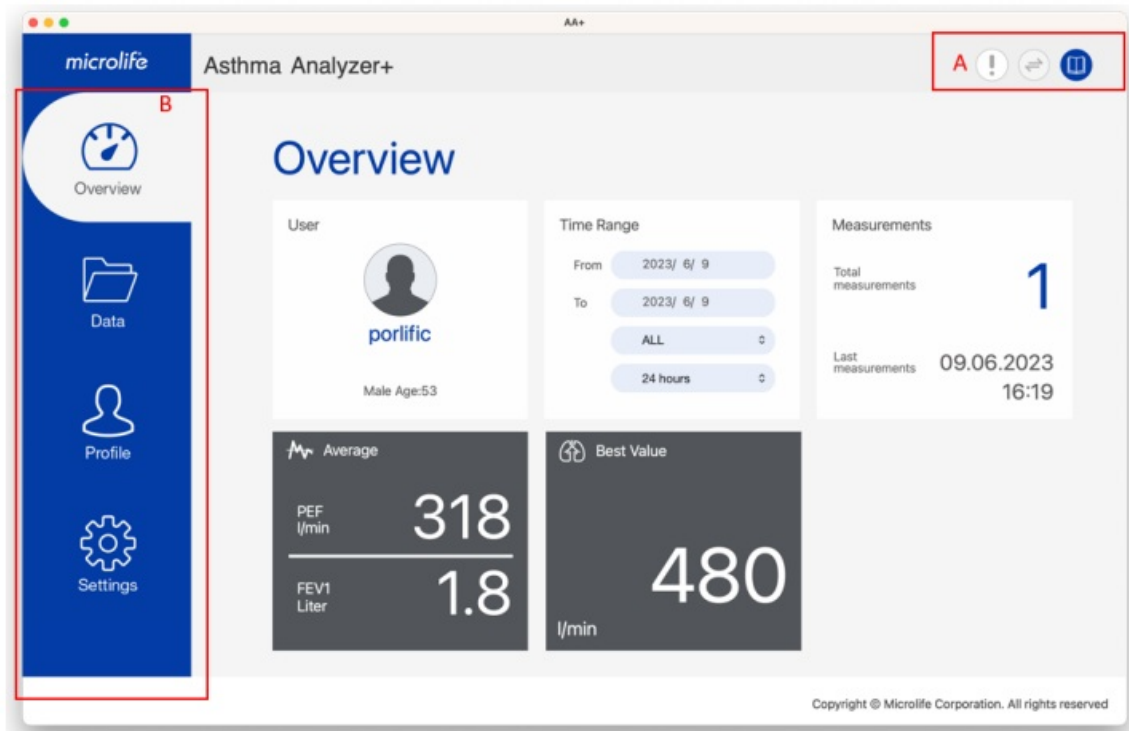 AA+
microlife
Asthma Analyzer+
A
B
Overview
Data
Profile
Settings
Overview
User
porlific
Male Age:53
Time Range
From 2023/ 6/ 9
To 2023/ 6/ 9
ALL
24 hours
Measurements
Total
measurements
1
Last
measurements
09.06.2023
16:19
Average
PEF
l/min
318
FEV1
Liter
1.8
Best Value
480
l/min
Copyright © Microlife Corporation. All rights reserved